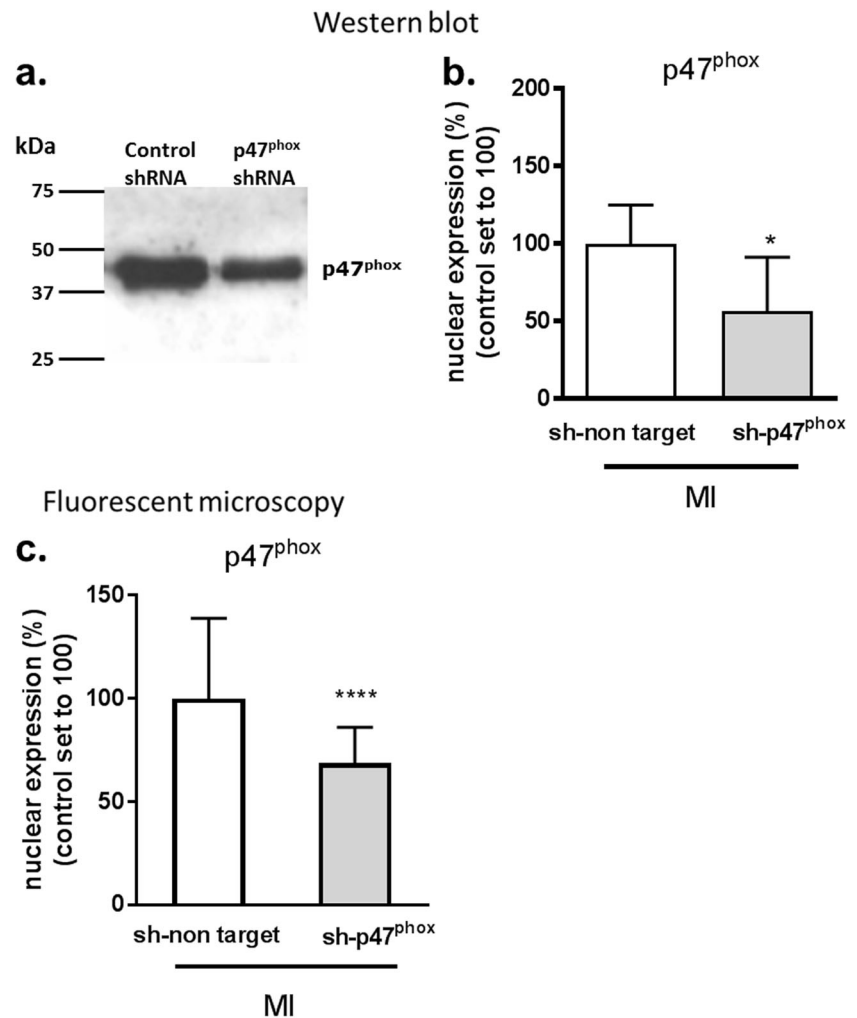 Western blot
a.
kDa
Control
shRNA
p47phox
shRNA
75
50
37
25
p47phox
b.
p47phox
nuclear expression (%)
(control set to 100)
200
150
100
50
0
*
sh-non target
sh-p47phox
MI
Fluorescent microscopy
c.
p47phox
nuclear expression (%)
(control set to 100)
150
100
50
0
****
sh-non target
sh-p47phox
MI